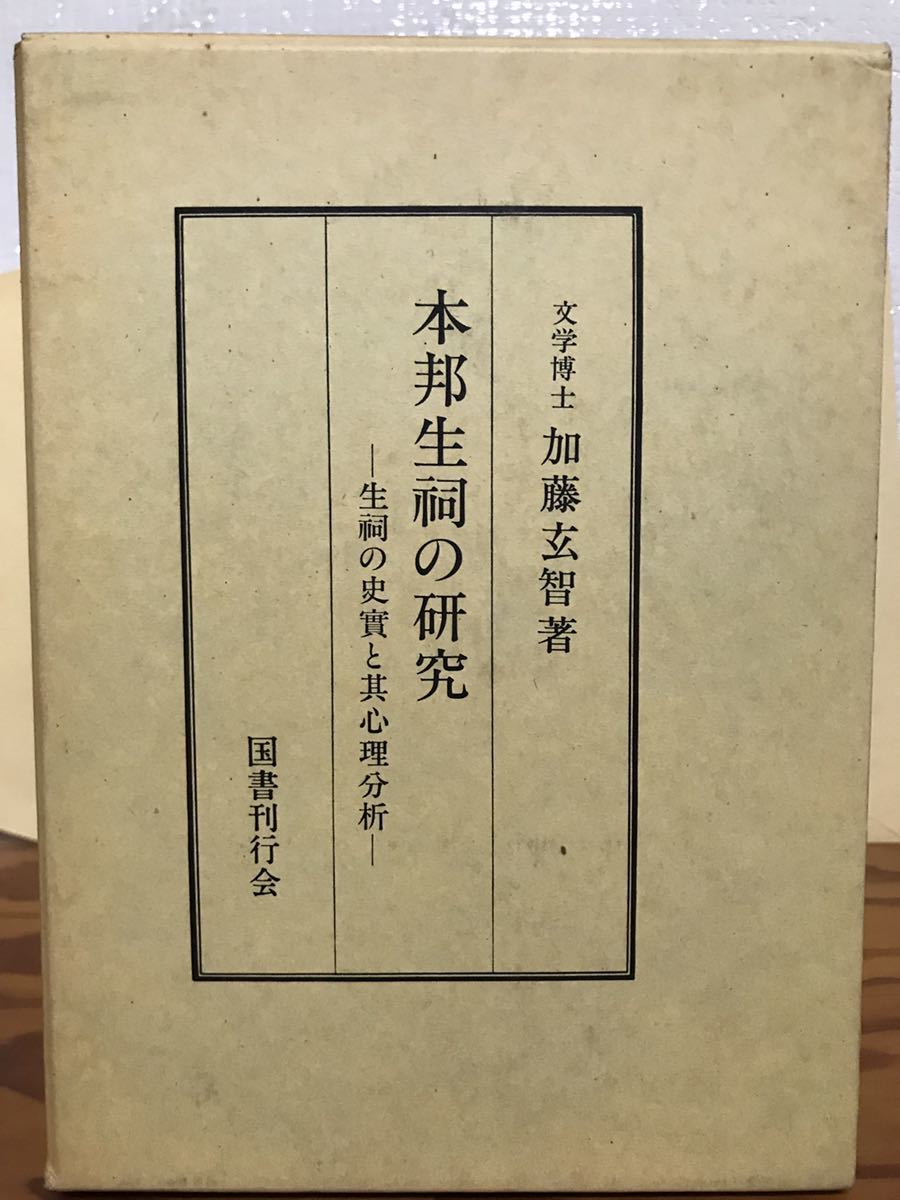 文学博士 加藤玄智著
本邦生祠の研究
―生祠の史實と其心理分析―
国書刊行会